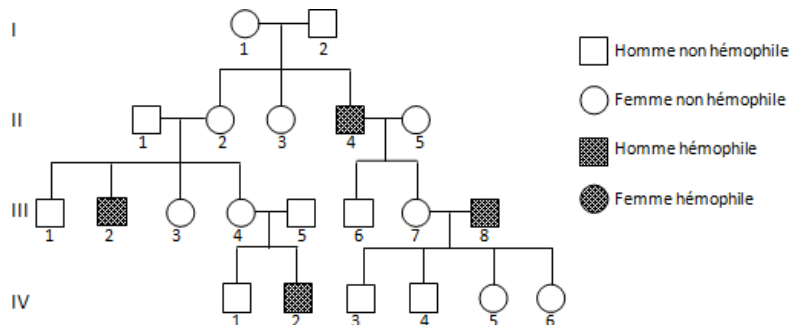 I
1 2
Homme non hémophile
Femme non hémophile
II
1 2 3 4 5
Homme hémophile
Femme hémophile
III
1 2 3 4 5 6 7 8
IV
1 2 3 4 5 6